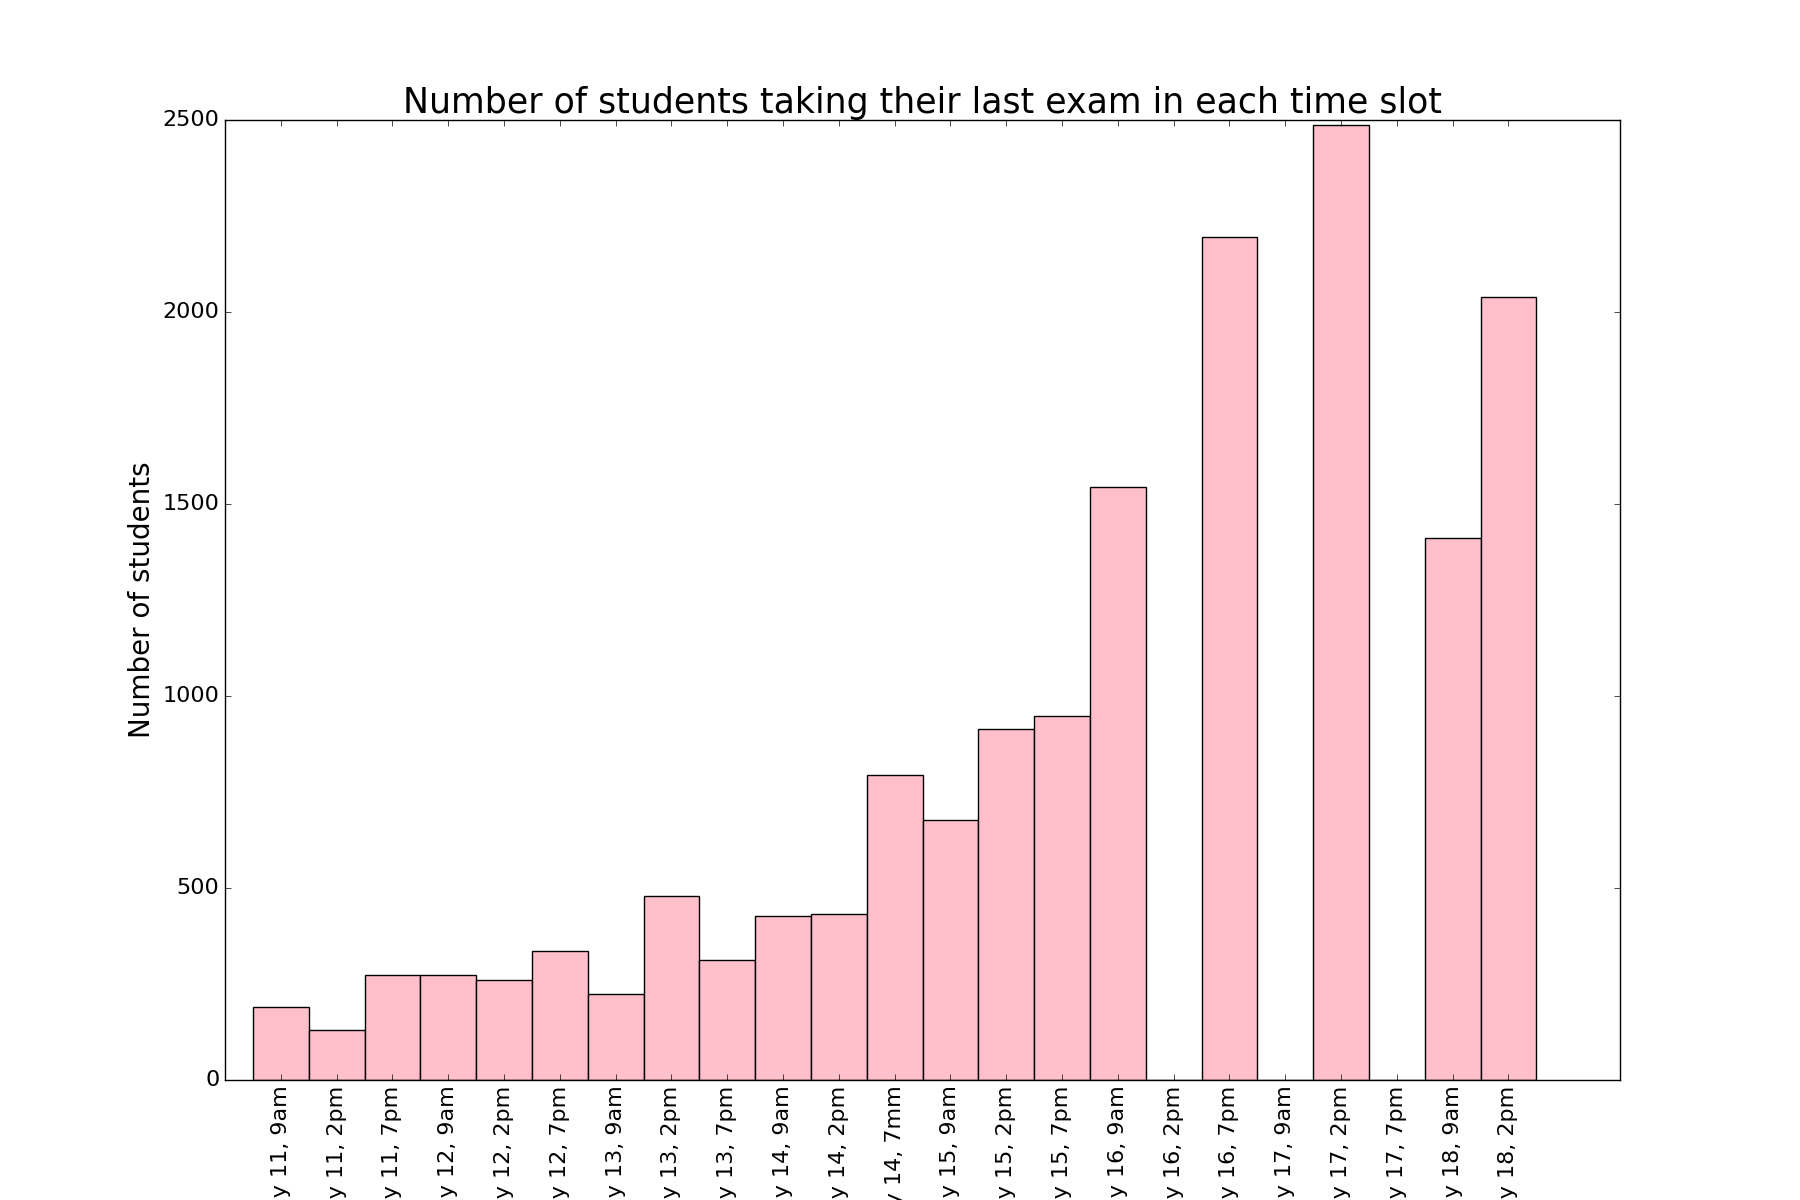 Number of students taking their last exam in each time slot
Number of students
2500
2000
1500
1000
500
0
y 11, 9am
y 11, 2pm
y 11, 7pm
y 12, 9am
y 12, 2pm
y 12, 7pm
y 13, 9am
y 13, 2pm
y 13, 7pm
y 14, 9am
y 14, 2pm
y 14, 7mm
y 15, 9am
y 15, 2pm
y 15, 7pm
y 16, 9am
y 16, 2pm
y 16, 7pm
y 17, 9am
y 17, 2pm
y 17, 7pm
y 18, 9am
y 18, 2pm